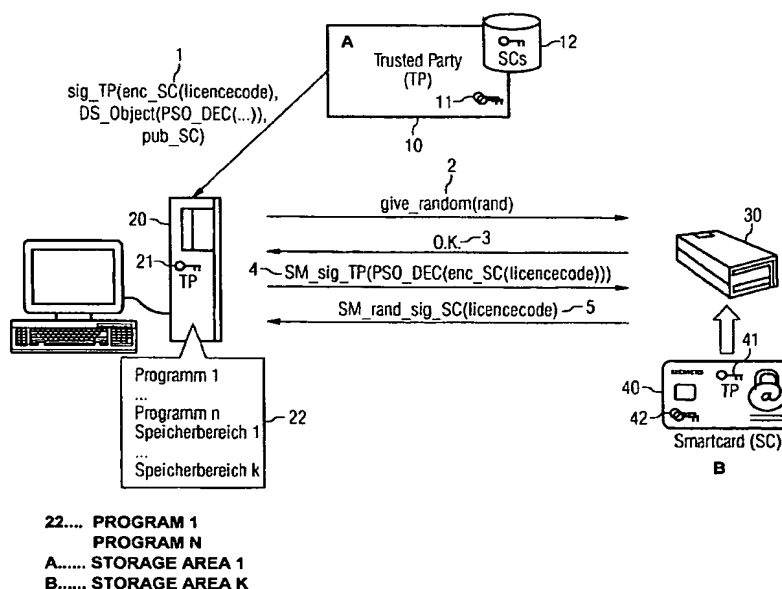 1
A
Trusted Party
(TP)
SCs
12
11
10
sig_TP(enc_SC(licencecode),
DS_Object(PSO_DEC(...)),
pub_SC)
2
give_random(rand)
20
30
O.K.
3
21
TP
4
SM_sig_TP(PSO_DEC(enc_SC(licencecode)))
SM_rand_sig_SC(licencecode)
5
41
Programm 1
...
Programm n
Speicherbereich 1
...
Speicherbereich k
22
40
TP
@
42
Smartcard (SC)
B
22.... PROGRAM 1
PROGRAM N
A...... STORAGE AREA 1
B...... STORAGE AREA K